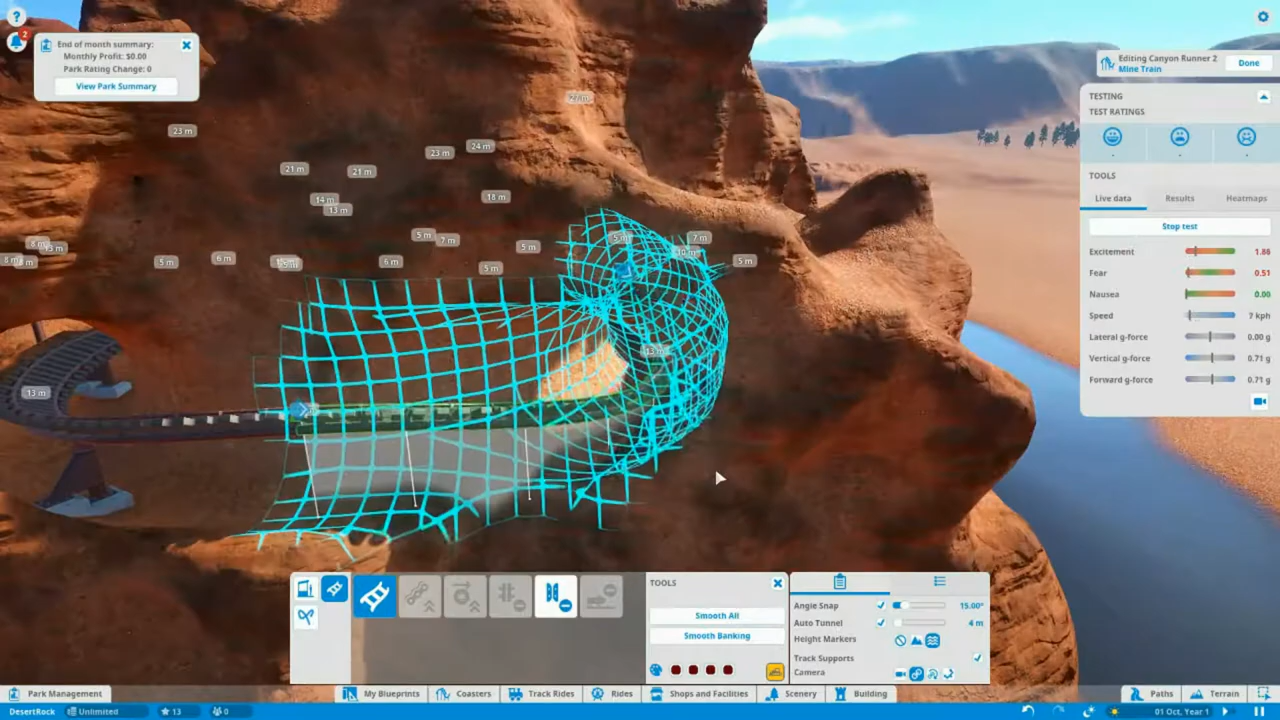 ?
2
End of month summary:
Monthly Profit: $0.00
Park Rating Change: 0
View Park Summary
Editing Canyon Runner 2
Mine Train
Done
TESTING
TEST RATINGS
-
-
-
TOOLS
Live data
Results
Heatmaps
Stop test
Excitement
1.86
Fear
0.51
Nausea
0.00
Speed
7 kph
Lateral g-force
0.00 g
Vertical g-force
0.71 g
Forward g-force
0.71 g
23 m
23 m
24 m
21 m
21 m
14 m
13 m
18 m
5 m
7 m
5 m
5 m
7 m
8 m
13 m
5 m
6 m
6 m
5 m
10 m
5 m
13 m
13 m
TOOLS
Smooth All
Smooth Banking
Angle Snap
15.00°
Auto Tunnel
4 m
Height Markers
Track Supports
Camera
Park Management
My Blueprints
Coasters
Track Rides
Rides
Shops and Facilities
Scenery
Building
Paths
Terrain
DesertRock
Unlimited
13
0
01 Oct, Year 1